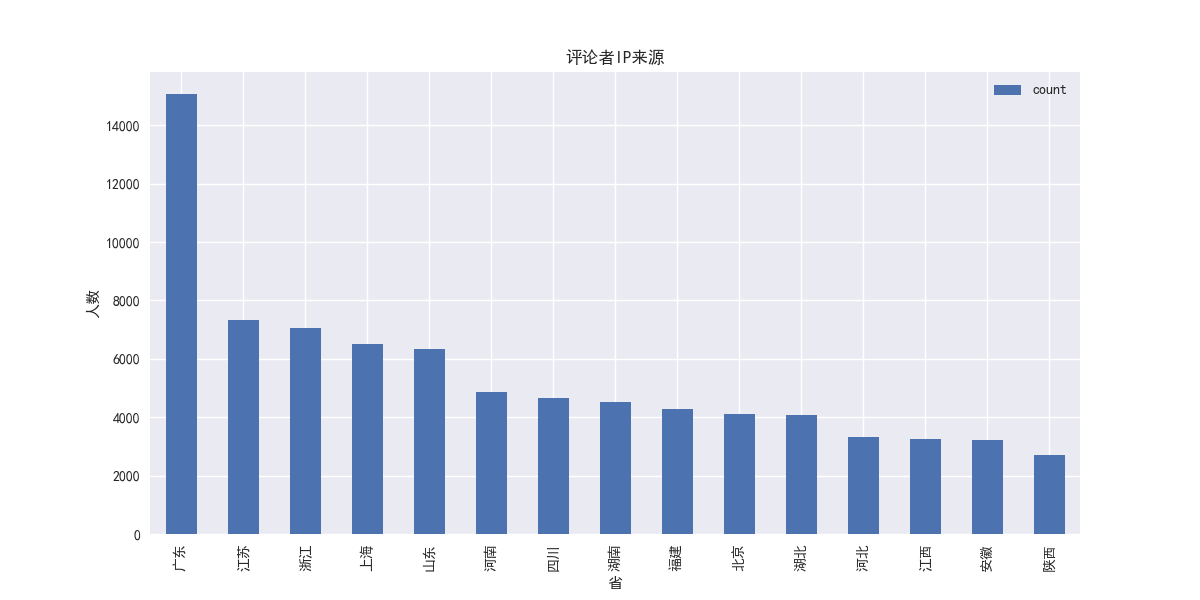 评论者IP来源
count
人数
14000
12000
10000
8000
6000
4000
2000
0
广东
江苏
浙江
上海
山东
河南
四川
湖南
福建
北京
湖北
河北
江西
安徽
陕西
省